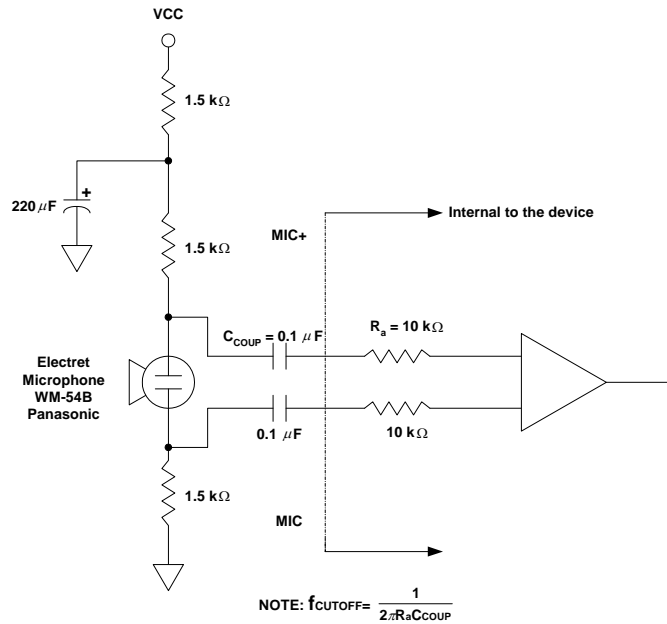 VCC
1.5 kΩ
220 μF
+
1.5 kΩ
MIC+
Internal to the device
CCOUP = 0.1 μF
Ra = 10 kΩ
Electret
Microphone
WM-54B
Panasonic
0.1 μF
10 kΩ
1.5 kΩ
MIC
NOTE: fCUTOFF= 1
2πRaCCOUP